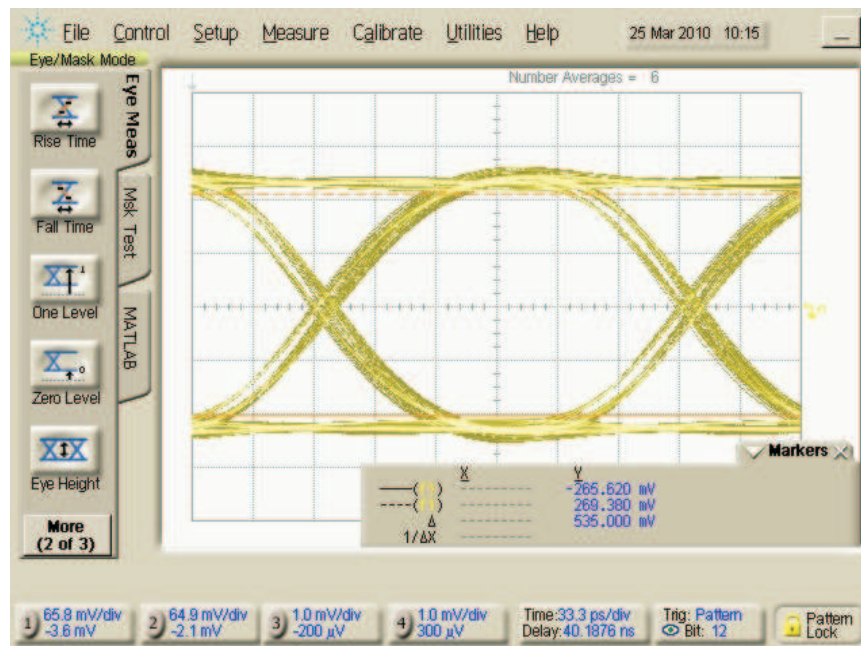 File Control Setup Measure Calibrate Utilities Help 25 Mar 2010 10:15
Eye/Mask Mode
Number Averages = 6
Eye Meas
Msk Test
MATLAB
Rise Time
Fall Time
One Level
Zero Level
Eye Height
More
(2 of 3)
Markers
X Y
-265.620 mV
269.380 mV
Δ 535.000 mV
1/ΔX
1 65.8 mV/div
-3.6 mV
2 64.9 mV/div
-2.1 mV
3 1.0 mV/div
-200 µV
4 1.0 mV/div
300 µV
Time:33.3 ps/div
Delay:40.1876 ns
Trig: Pattern
Bit: 12
Pattern
Lock